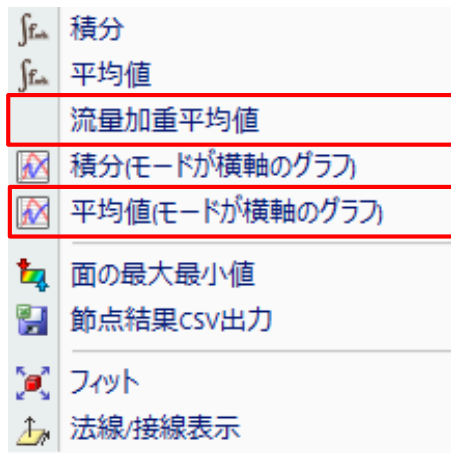 積分
平均値
流量加重平均値
積分(モードが横軸のグラフ)
平均値(モードが横軸のグラフ)
面の最大最小値
節点結果CSV出力
フィット
法線/接線表示